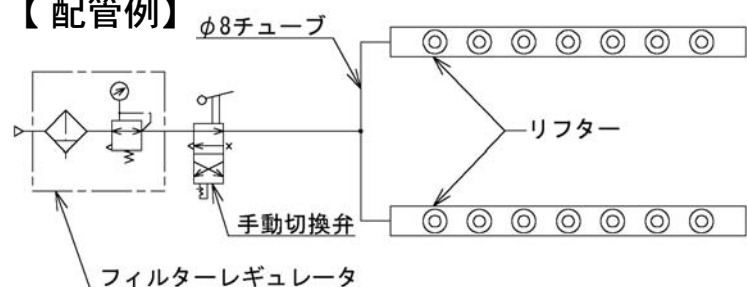 【配管例】
φ8チューブ
リフター
手動切換弁
フィルターレギュレータ